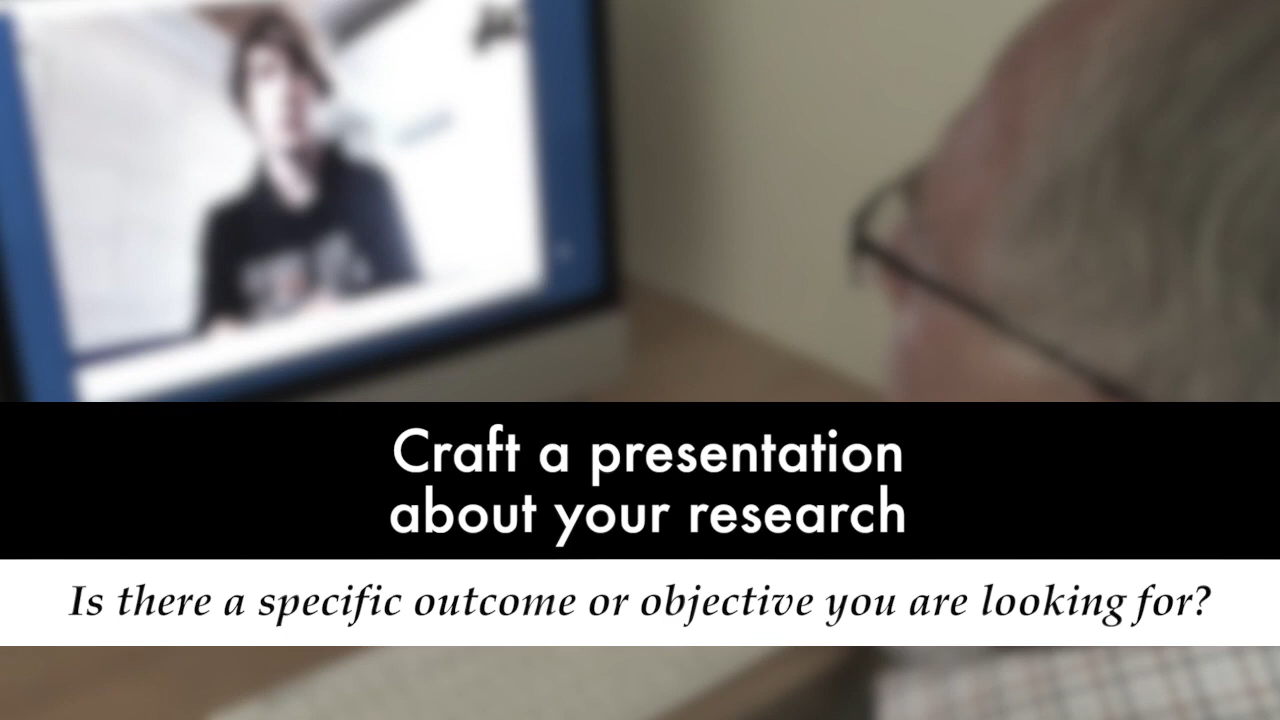 Craft a presentation
about your research
Is there a specific outcome or objective you are looking for?